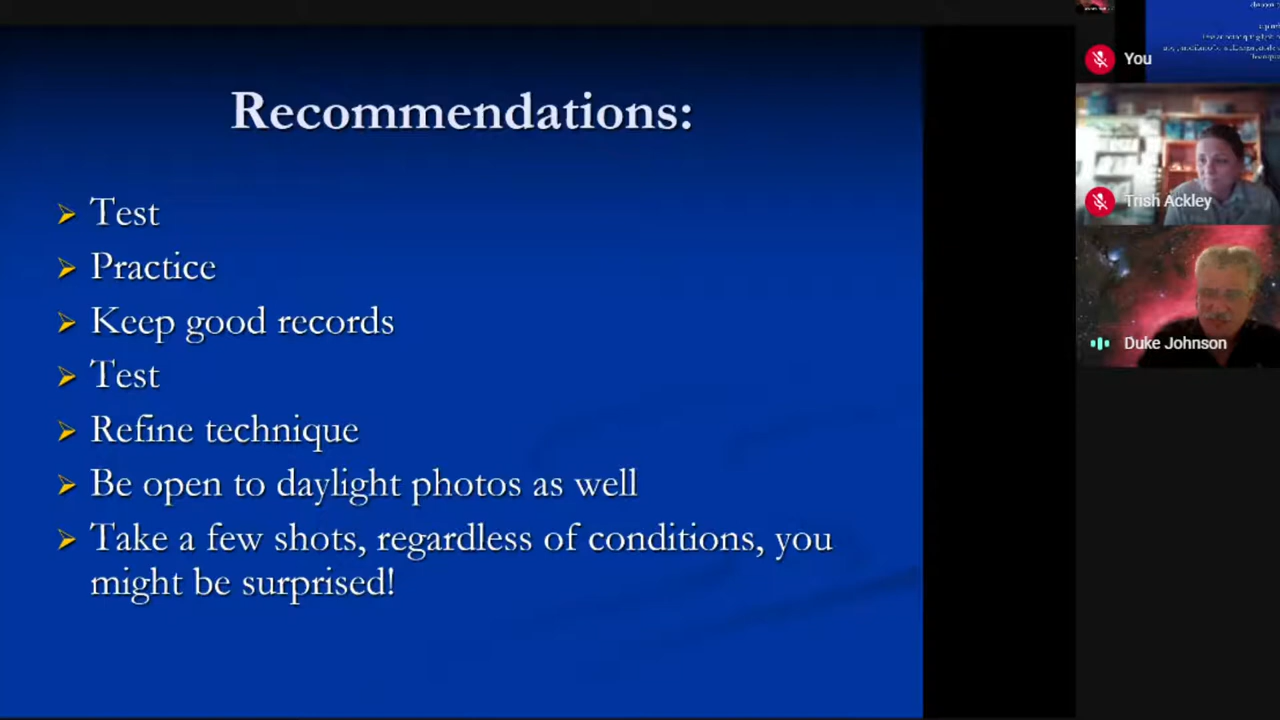 Recommendations:
Test
Practice
Keep good records
Test
Refine technique
Be open to daylight photos as well
Take a few shots, regardless of conditions, you
might be surprised!
You
Trish Ackley
Duke Johnson